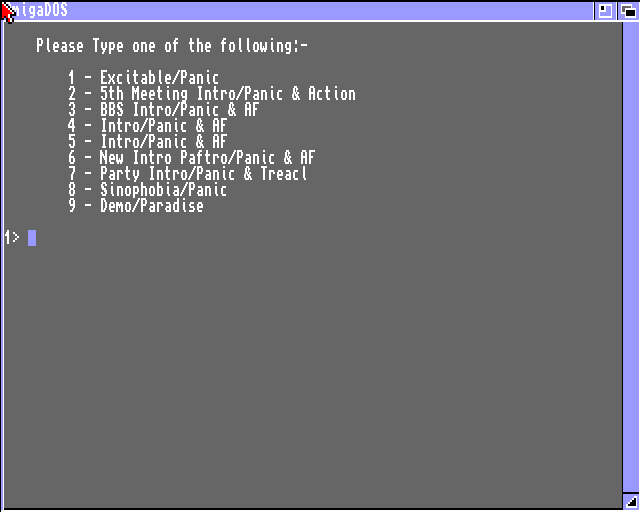 migaDOS
Please Type one of the following:-
1 - Excitable/Panic
2 - 5th Meeting Intro/Panic & Action
3 - BBS Intro/Panic & AF
4 - Intro/Panic & AF
5 - Intro/Panic & AF
6 - New Intro Paftro/Panic & AF
7 - Party Intro/Panic & Treacl
8 - Sinophobia/Panic
9 - Demo/Paradise
1>